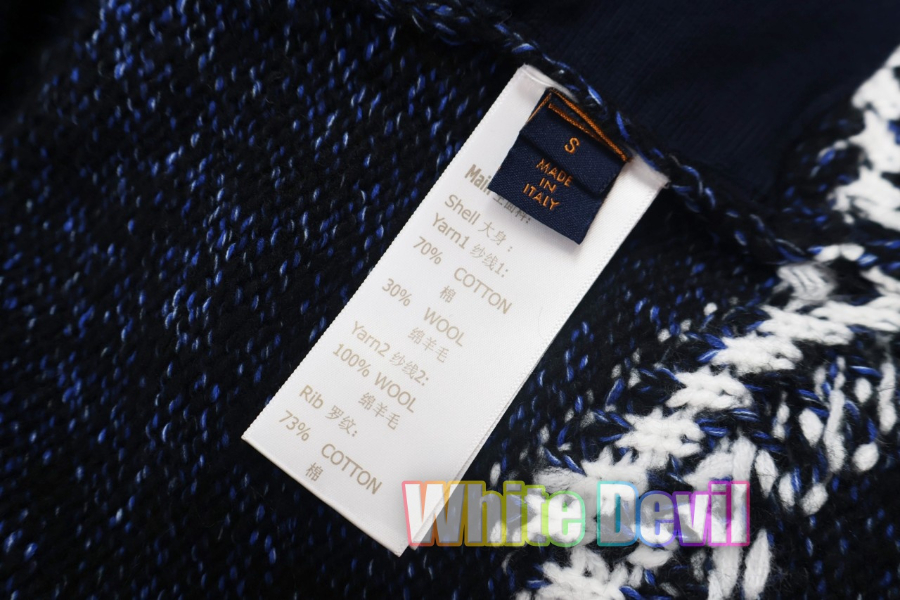 S
MADE
IN
ITALY
Shell 大身：
Yarn1 纱线1:
70% COTTON
棉
30% WOOL
绵羊毛
Yarn2 纱线2:
100% WOOL
绵羊毛
Rib 罗纹:
73% COTTON
棉
White Devil